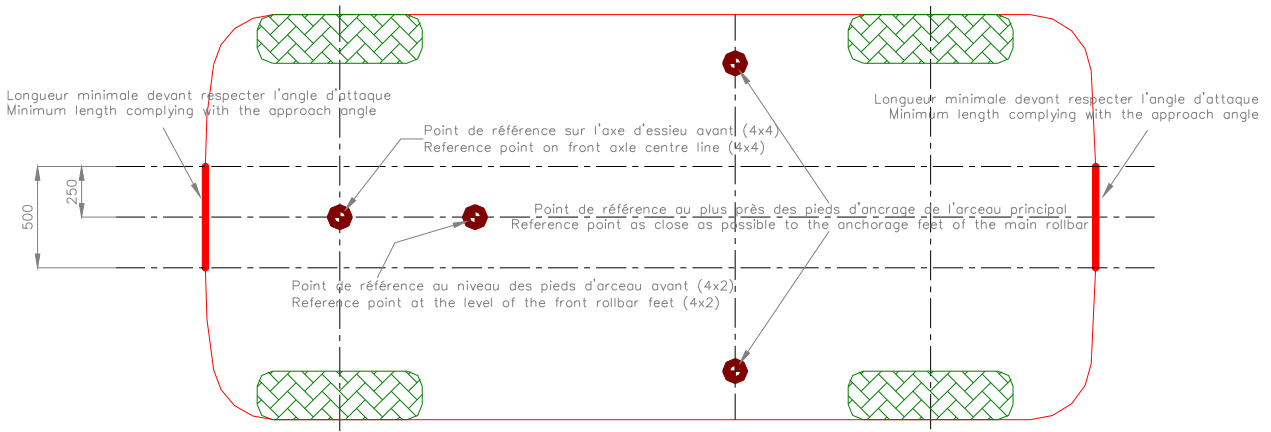 Longueur minimale devant respecter l'angle d'attaque
Minimum length complying with the approach angle
Longueur minimale devant respecter l'angle d'attaque
Minimum length complying with the approach angle
Point de référence sur l'axe d'essieu avant (4x4)
Reference point on front axle centre line (4x4)
250
500
Point de référence au plus près des pieds d'ancrage de l'arceau principal
Reference point as close as possible to the anchorage feet of the main rollbar
Point de référence au niveau des pieds d'arceau avant (4x2)
Reference point at the level of the front rollbar feet (4x2)